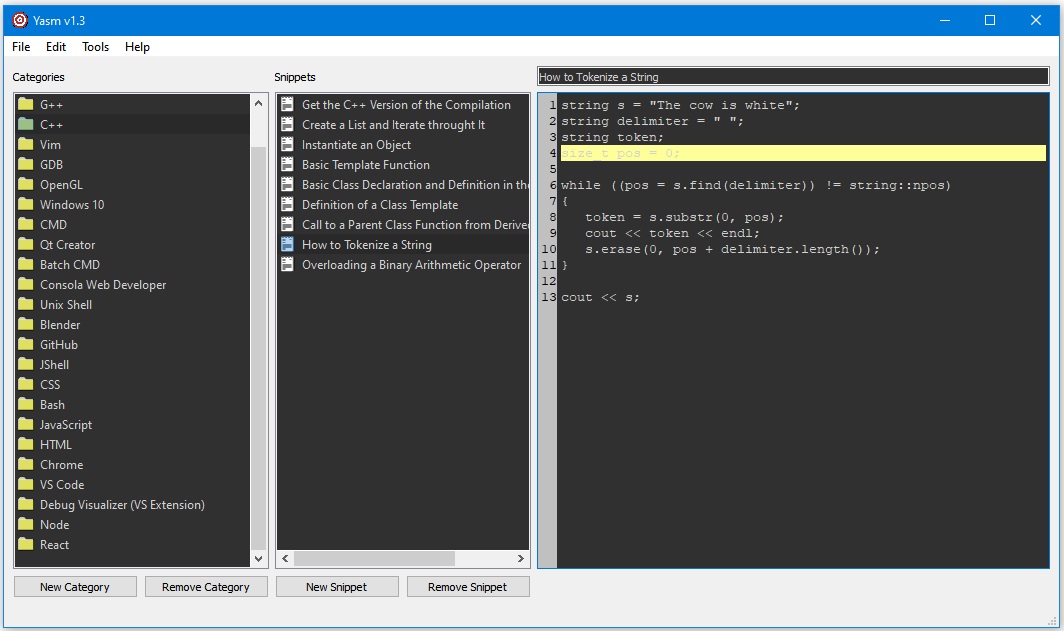 Yasm v1.3
File Edit Tools Help
Categories
G++
C++
Vim
GDB
OpenGL
Windows 10
CMD
Qt Creator
Batch CMD
Consola Web Developer
Unix Shell
Blender
GitHub
JShell
CSS
Bash
JavaScript
HTML
Chrome
VS Code
Debug Visualizer (VS Extension)
Node
React
New Category Remove Category
Snippets
Get the C++ Version of the Compilation
Create a List and Iterate throught It
Instantiate an Object
Basic Template Function
Basic Class Declaration and Definition in the
Definition of a Class Template
Call to a Parent Class Function from Derive
How to Tokenize a String
Overloading a Binary Arithmetic Operator
New Snippet Remove Snippet
How to Tokenize a String
1 string s = "The cow is white";
2 string delimiter = " ";
3 string token;
4 size_t pos = 0;
5
6 while ((pos = s.find(delimiter)) != string::npos)
7 {
8    token = s.substr(0, pos);
9    cout << token << endl;
10    s.erase(0, pos + delimiter.length());
11 }
12
13 cout << s;